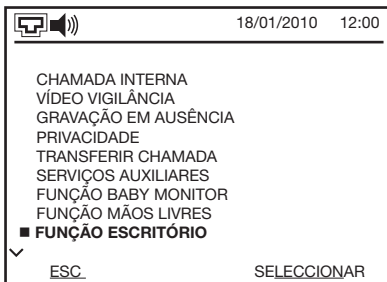 18/01/2010 12:00
CHAMADA INTERNA
VÍDEO VIGILÂNCIA
GRAVAÇÃO EM AUSÊNCIA
PRIVACIDADE
TRANSFERIR CHAMADA
SERVIÇOS AUXILIARES
FUNÇÃO BABY MONITOR
FUNÇÃO MÃOS LIVRES
FUNÇÃO ESCRITÓRIO
ESC SELECCIONAR